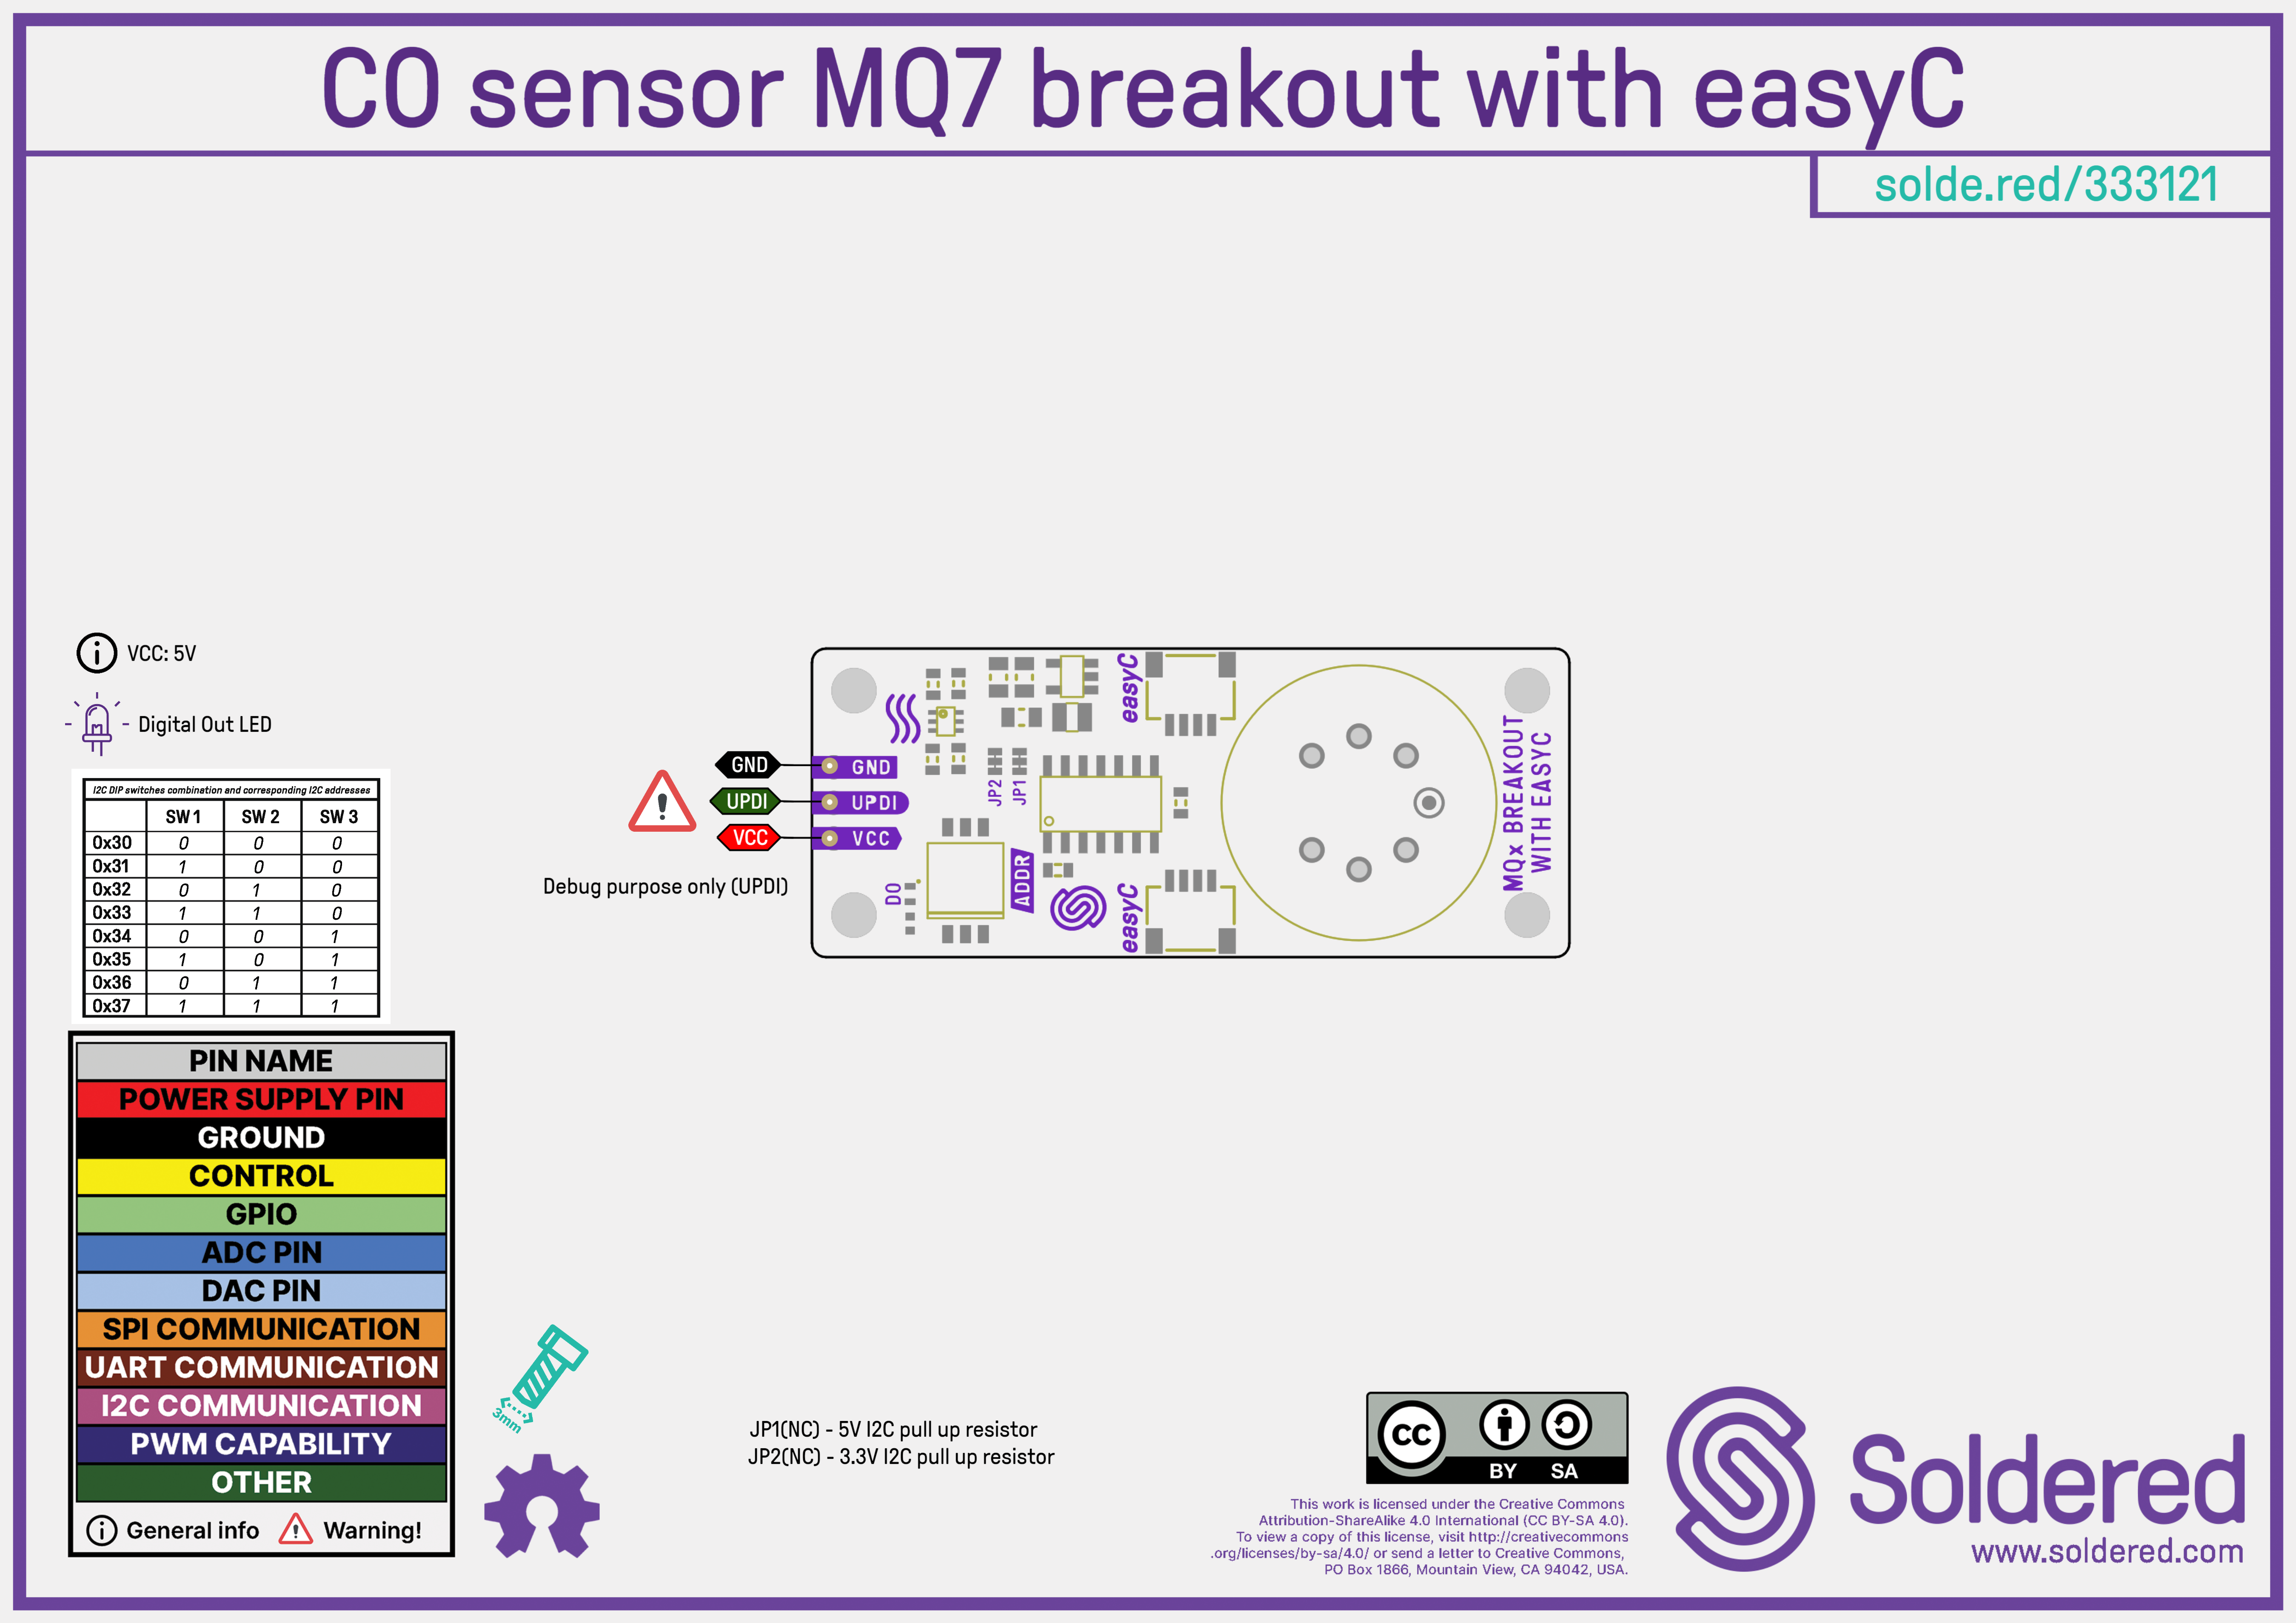 CO sensor MQ7 breakout with easyC
solde.red/333121
VCC: 5V
Digital Out LED
I2C DIP switches combination and corresponding I2C addresses
SW 1 SW 2 SW 3
0x30 0 0 0
0x31 1 0 0
0x32 0 1 0
0x33 1 1 0
0x34 0 0 1
0x35 1 0 1
0x36 0 1 1
0x37 1 1 1
GND
UPDI
VCC
Debug purpose only (UPDI)
GND
UPDI
VCC
JP2
JP1
DO
ADDR
easyC
easyC
MQx BREAKOUT
WITH EASYC
PIN NAME
POWER SUPPLY PIN
GROUND
CONTROL
GPIO
ADC PIN
DAC PIN
SPI COMMUNICATION
UART COMMUNICATION
I2C COMMUNICATION
PWM CAPABILITY
OTHER
General info Warning!
3mm
JP1(NC) - 5V I2C pull up resistor
JP2(NC) - 3.3V I2C pull up resistor
CC
BY SA
This work is licensed under the Creative Commons
Attribution-ShareAlike 4.0 International (CC BY-SA 4.0).
To view a copy of this license, visit http://creativecommons
.org/licenses/by-sa/4.0/ or send a letter to Creative Commons,
PO Box 1866, Mountain View, CA 94042, USA.
Soldered
www.soldered.com